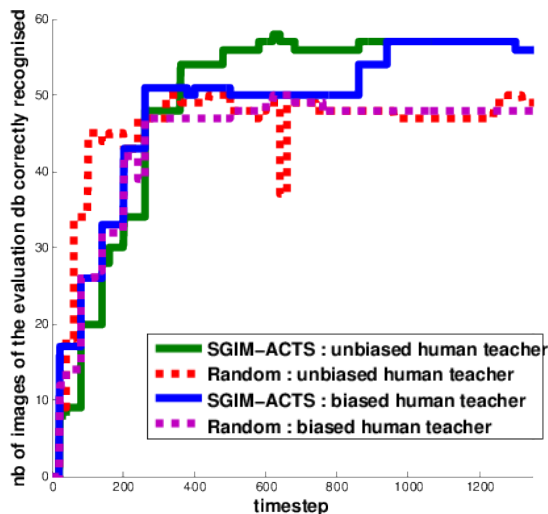 nb of images of the evaluation db correctly recognised
60
50
40
30
20
10
0
SGIM-ACTS : unbiased human teacher
Random : unbiased human teacher
SGIM-ACTS : biased human teacher
Random : biased human teacher
0 200 400 600 800 1000 1200
timestep